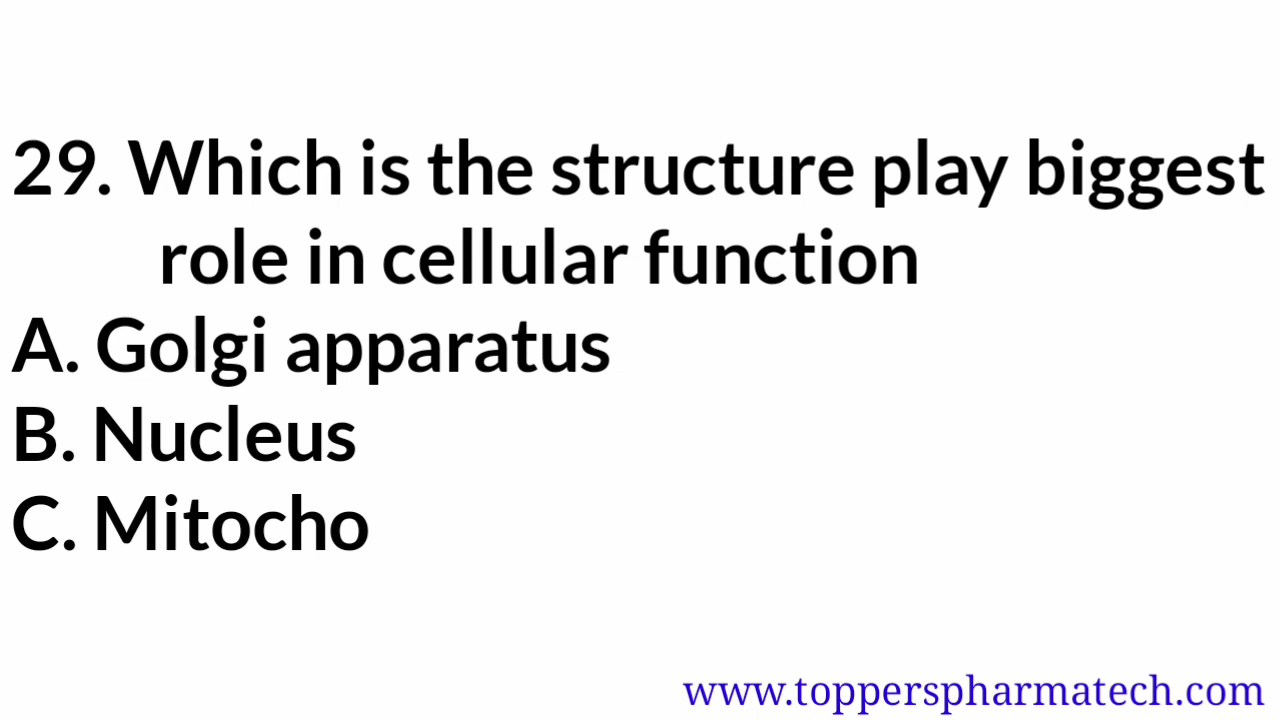 29. Which is the structure play biggest
role in cellular function
A. Golgi apparatus
B. Nucleus
C. Mitocho
www.topperspharmatech.com